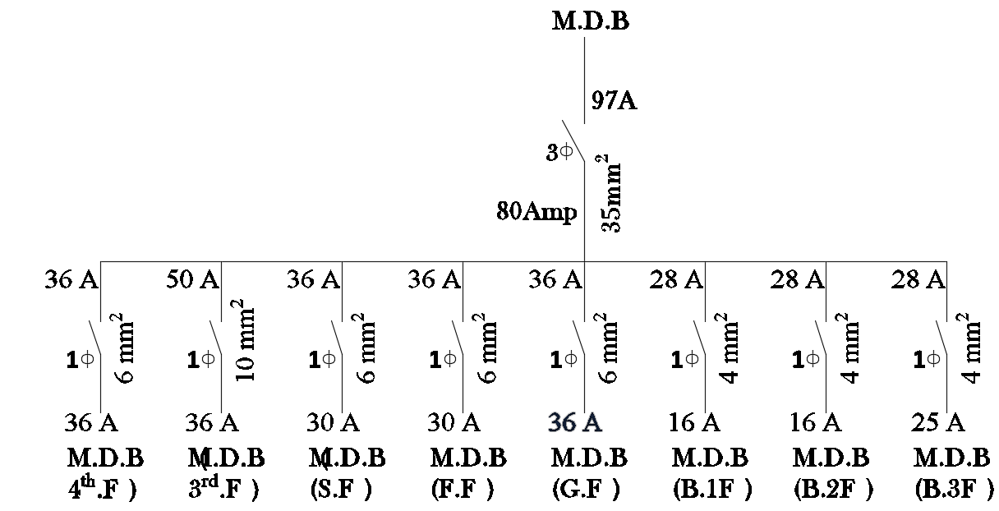 M.D.B
97A
3ϕ
35mm²
80Amp
36 A 50 A 36 A 36 A 36 A 28 A 28 A 28 A
1ϕ 6 mm² 1ϕ 10 mm² 1ϕ 6 mm² 1ϕ 6 mm² 1ϕ 6 mm² 1ϕ 4 mm² 1ϕ 4 mm² 1ϕ 4 mm²
36 A 36 A 30 A 30 A 36 A 16 A 16 A 25 A
M.D.B M(.D.B M(.D.B M.D.B M.D.B M.D.B M.D.B M.D.B
4th.F ) 3rd.F ) (S.F ) (F.F ) (G.F ) (B.1F ) (B.2F ) (B.3F )